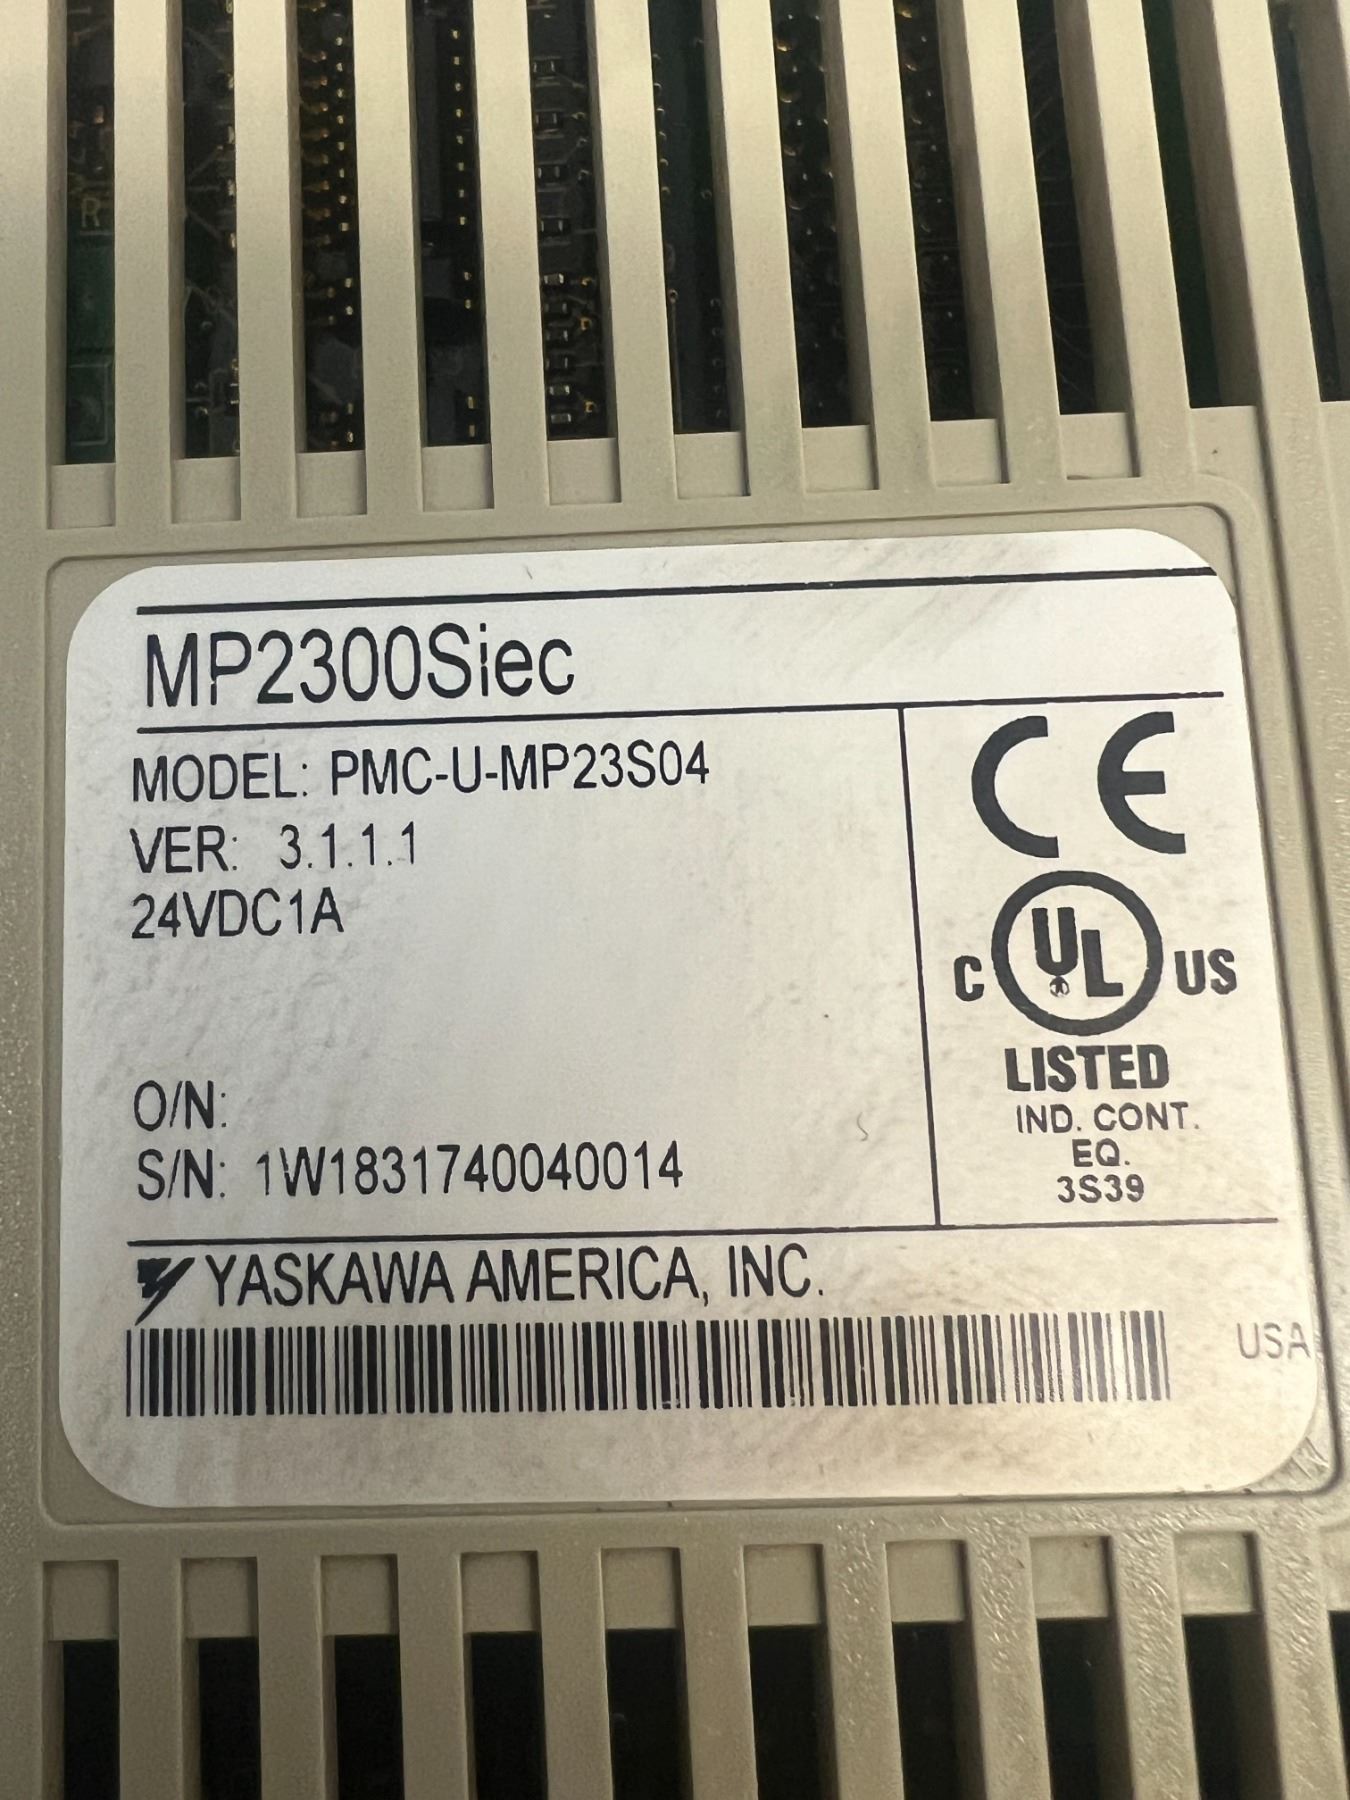 R
MP2300Siec
MODEL: PMC-U-MP23S04
VER: 3.1.1.1
24VDC1A
O/N:
S/N: 1W1831740040014
CE
C UL US
LISTED
IND. CONT.
EQ.
3S39
YASKAWA AMERICA, INC.
USA